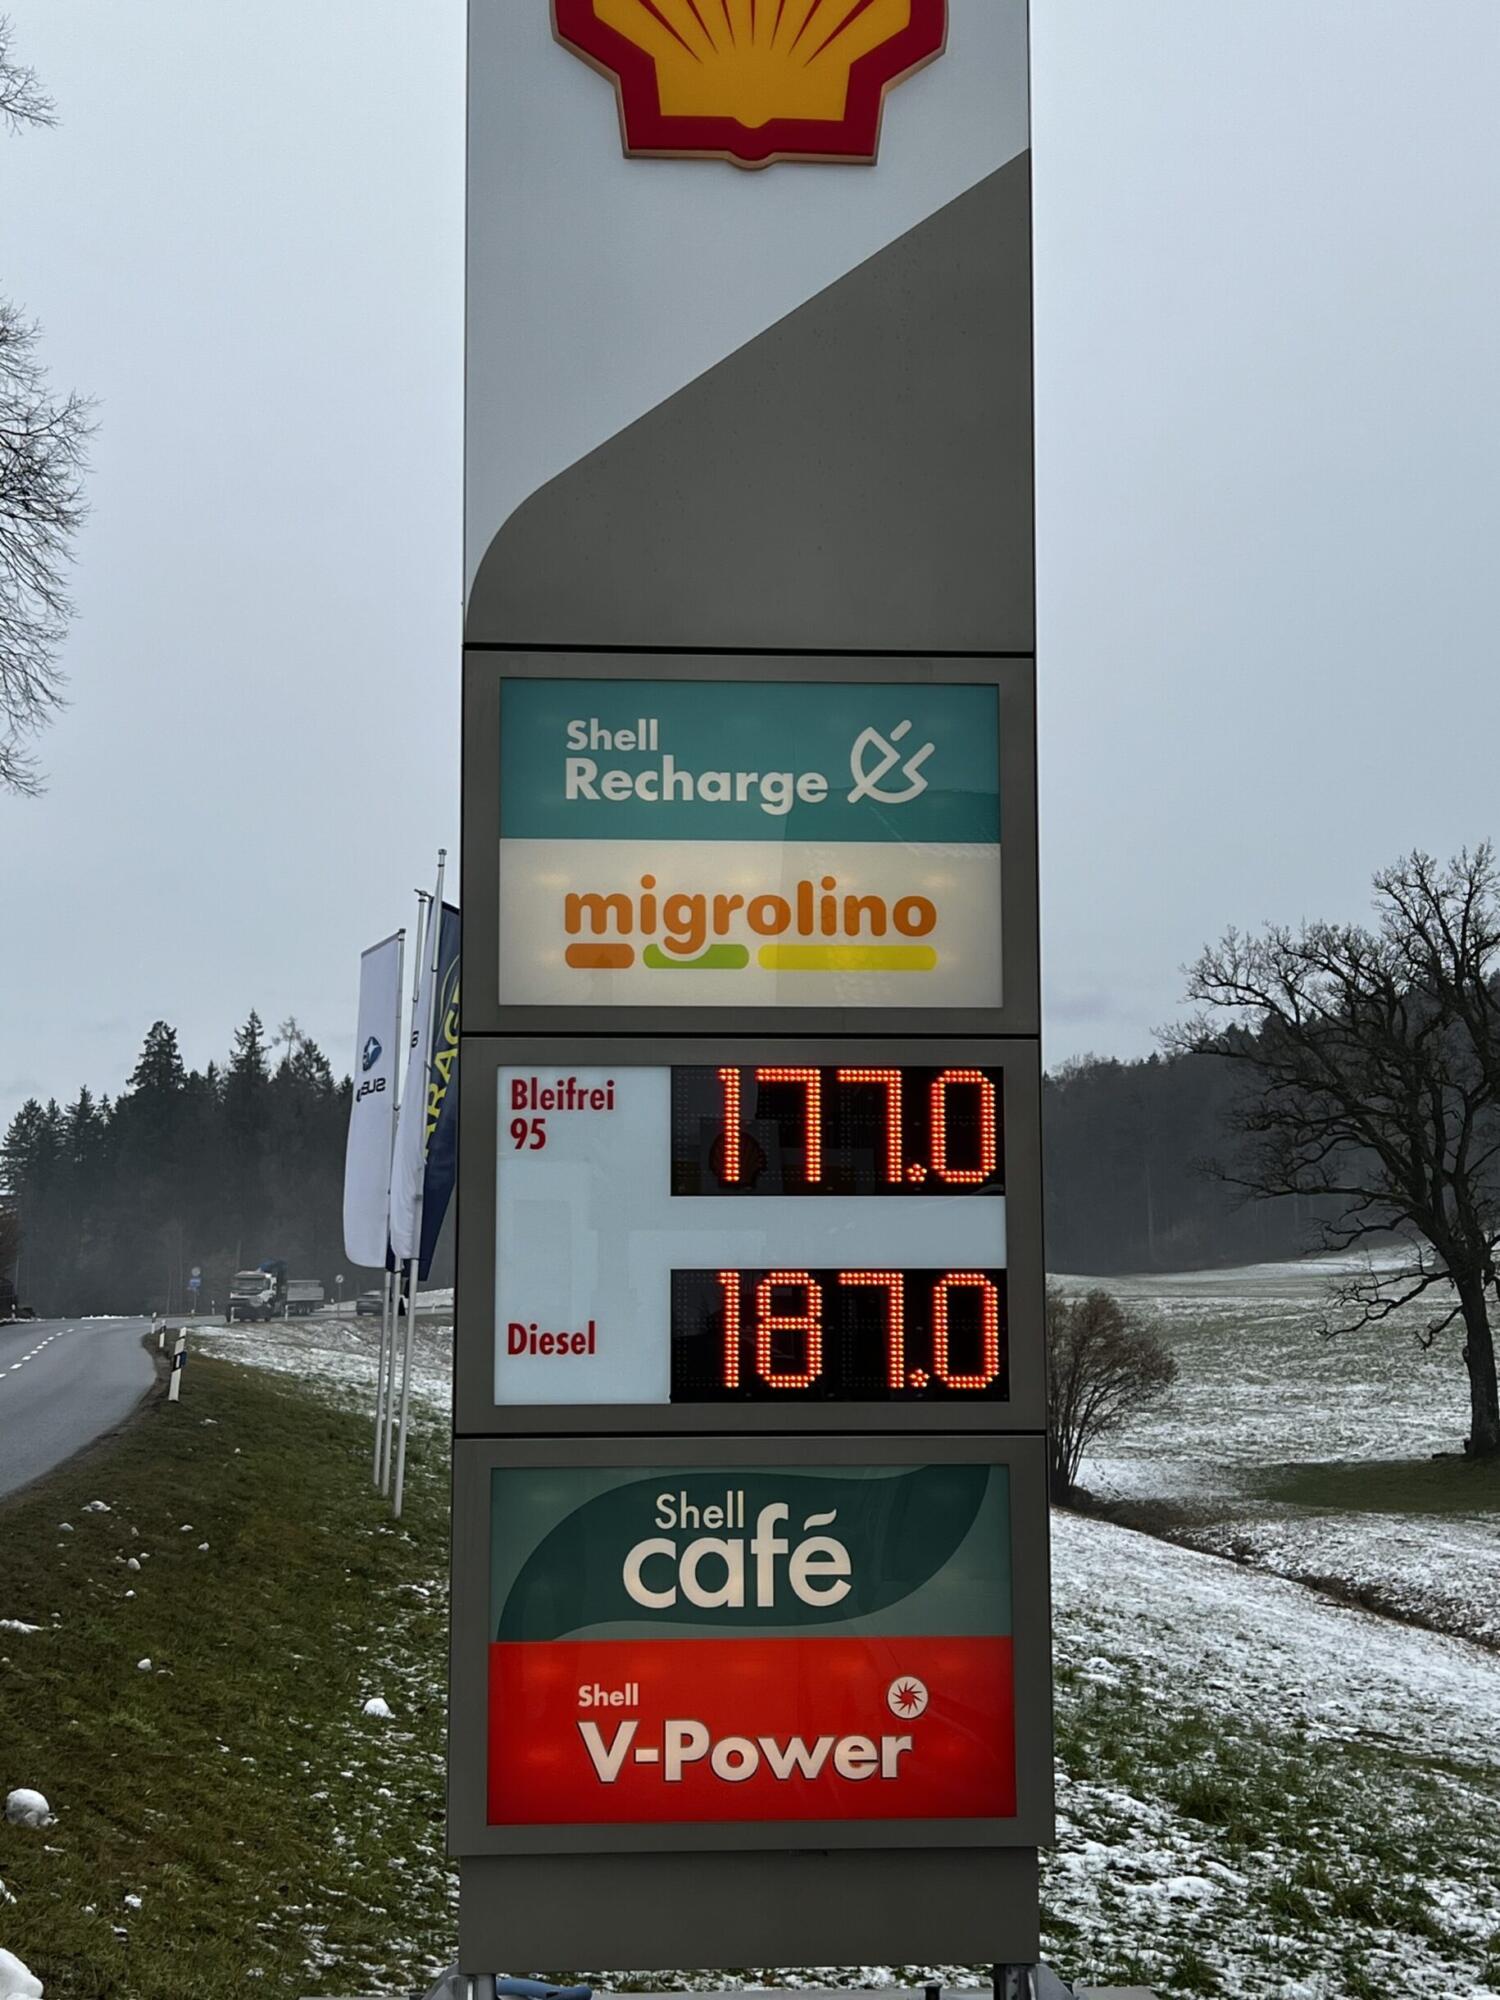 Shell
Recharge
migrolino
Bleifrei
95
177.0
Diesel
187.0
Shell
café
Shell
V-Power